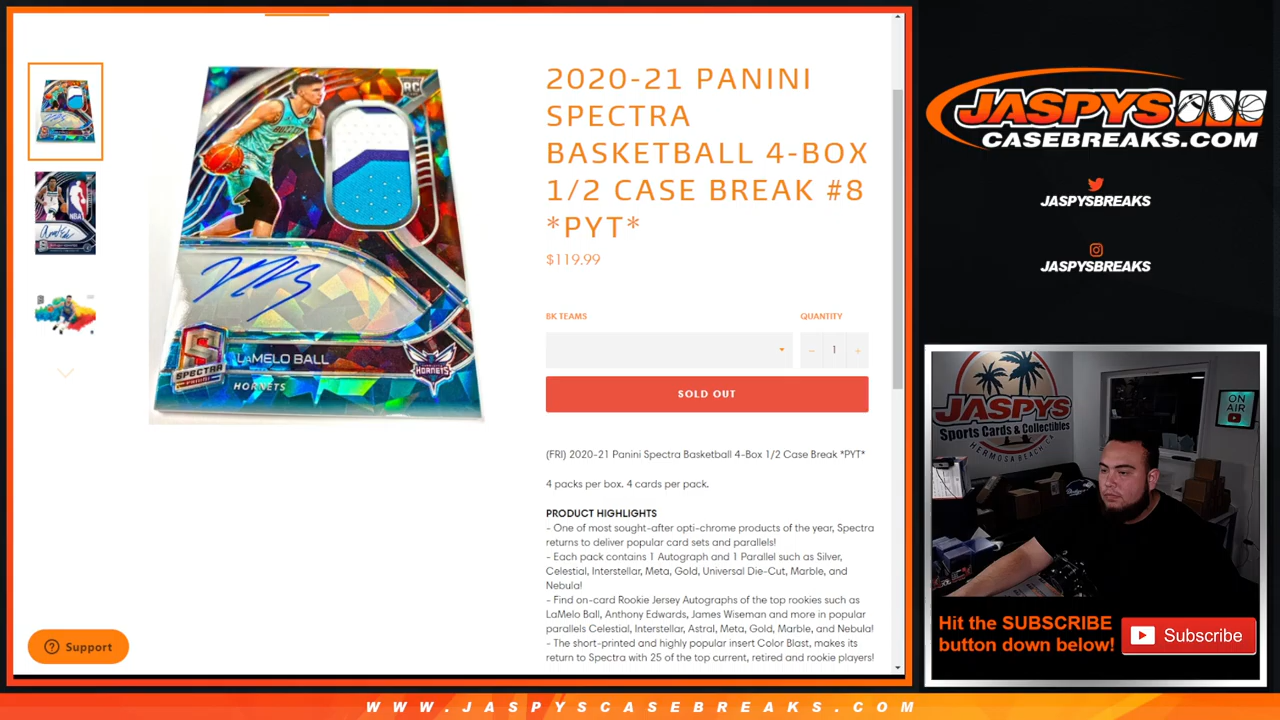 RC
LAMELO BALL
HORNETS
SPECTRA
PANINI
HORNETS
NBA
2020-21 PANINI
SPECTRA
BASKETBALL 4-BOX
1/2 CASE BREAK #8
*PYT*
$119.99
BK TEAMS
QUANTITY
− 1 +
SOLD OUT
(FRI) 2020-21 Panini Spectra Basketball 4-Box 1/2 Case Break *PYT*
4 packs per box. 4 cards per pack.
PRODUCT HIGHLIGHTS
- One of most sought-after opti-chrome products of the year, Spectra
returns to deliver popular card sets and parallels!
- Each pack contains 1 Autograph and 1 Parallel such as Silver,
Celestial, Interstellar, Meta, Gold, Universal Die-Cut, Marble, and
Nebula!
- Find on-card Rookie Jersey Autographs of the top rookies such as
LaMelo Ball, Anthony Edwards, James Wiseman and more in popular
parallels Celestial, Interstellar, Astral, Meta, Gold, Marble, and Nebula!
- The short-printed and highly popular insert Color Blast, makes its
return to Spectra with 25 of the top current, retired and rookie players!
? Support
JASPYS
CASEBREAKS.COM
JASPYSBREAKS
JASPYSBREAKS
JASPYS
Sports Cards & Collectibles
HERMOSA BEACH, CA
ON
AIR
Hit the SUBSCRIBE
button down below!
Subscribe
WWW.JASPYSCASEBREAKS.COM